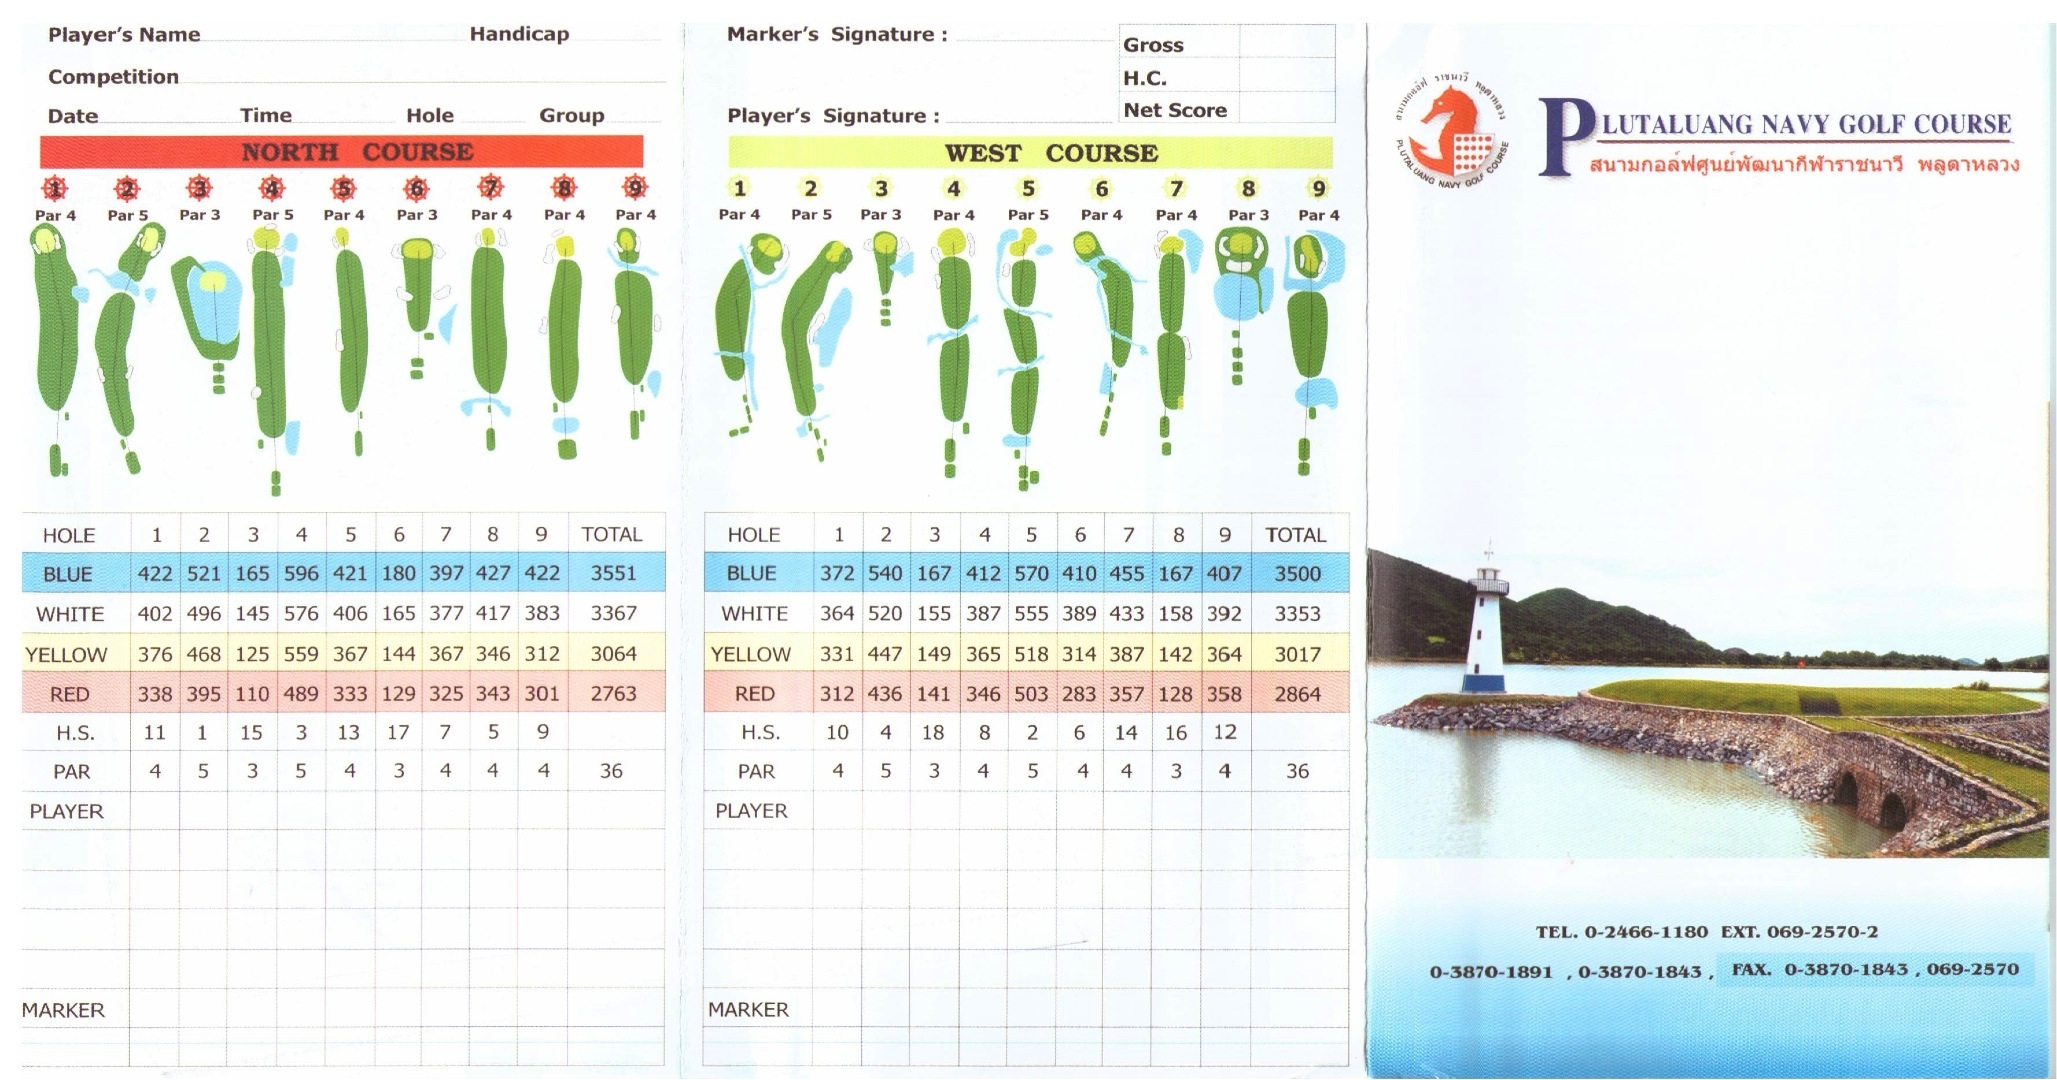 Player's Name Handicap
Competition
Date Time Hole Group
NORTH COURSE
1 2 3 4 5 6 7 8 9
Par 4 Par 5 Par 3 Par 5 Par 4 Par 3 Par 4 Par 4 Par 4
HOLE 1 2 3 4 5 6 7 8 9 TOTAL
BLUE 422 521 165 596 421 180 397 427 422 3551
WHITE 402 496 145 576 406 165 377 417 383 3367
YELLOW 376 468 125 559 367 144 367 346 312 3064
RED 338 395 110 489 333 129 325 343 301 2763
H.S. 11 1 15 3 13 17 7 5 9
PAR 4 5 3 5 4 3 4 4 4 36
PLAYER
MARKER
Marker's Signature :
Gross
H.C.
Player's Signature :
Net Score
WEST COURSE
1 2 3 4 5 6 7 8 9
Par 4 Par 5 Par 3 Par 4 Par 5 Par 4 Par 4 Par 3 Par 4
HOLE 1 2 3 4 5 6 7 8 9 TOTAL
BLUE 372 540 167 412 570 410 455 167 407 3500
WHITE 364 520 155 387 555 389 433 158 392 3353
YELLOW 331 447 149 365 518 314 387 142 364 3017
RED 312 436 141 346 503 283 357 128 358 2864
H.S. 10 4 18 8 2 6 14 16 12
PAR 4 5 3 4 5 4 4 3 4 36
PLAYER
MARKER
สนามกอล์ฟ ราชนาวี พลูตาหลวง
PLUTALUANG NAVY GOLF COURSE
PLUTALUANG NAVY GOLF COURSE
สนามกอล์ฟศูนย์พัฒนากีฬาราชนาวี พลูตาหลวง
TEL. 0-2466-1180 EXT. 069-2570-2
0-3870-1891 , 0-3870-1843 , FAX. 0-3870-1843 , 069-2570